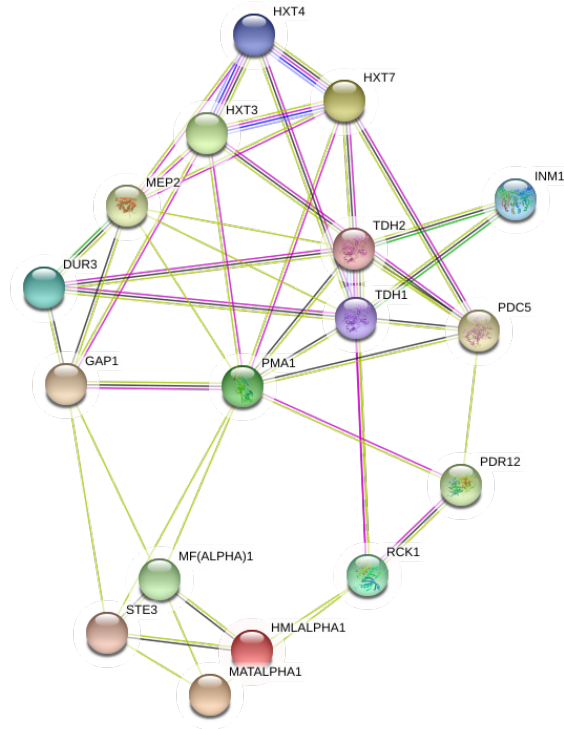 HXT4
HXT7
HXT3
INM1
MEP2
TDH2
DUR3
TDH1
PDC5
GAP1
PMA1
PDR12
RCK1
MF(ALPHA)1
STE3
HMLALPHA1
MATALPHA1